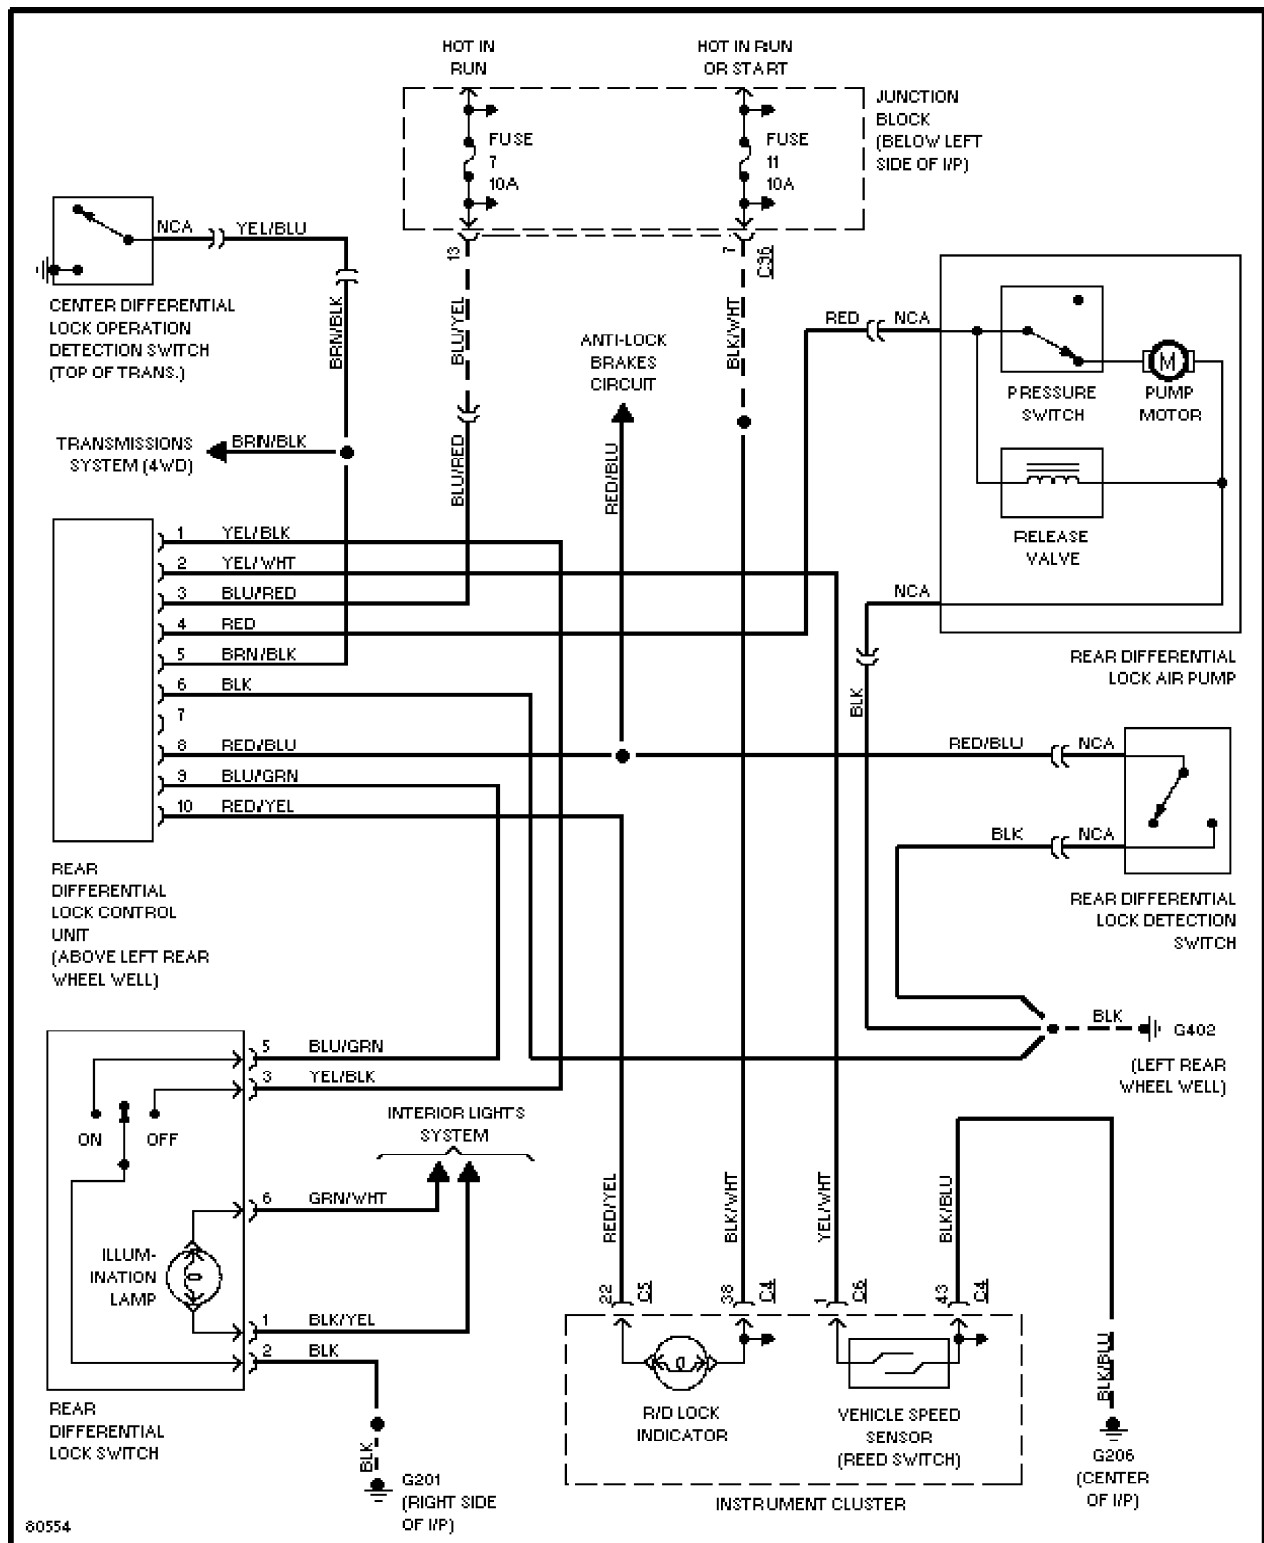 HOT IN
RUN
HOT IN RUN
OR START
JUNCTION
BLOCK
(BELOW LEFT
SIDE OF I/P)
FUSE
7
10A
FUSE
11
10A
13
7
C36
NCA
YEL/BLU
CENTER DIFFERENTIAL
LOCK OPERATION
DETECTION SWITCH
(TOP OF TRANS.)
BRN/BLK
BLU/YEL
BLK/WHT
ANTI-LOCK
BRAKES
CIRCUIT
RED
NCA
PRESSURE
SWITCH
M
PUMP
MOTOR
TRANSMISSIONS
SYSTEM (4WD)
BRN/BLK
BLU/RED
RED/BLU
RELEASE
VALVE
NCA
REAR DIFFERENTIAL
LOCK AIR PUMP
BLK
1 YEL/BLK
2 YEL/WHT
3 BLU/RED
4 RED
5 BRN/BLK
6 BLK
7
8 RED/BLU
9 BLU/GRN
10 RED/YEL
REAR
DIFFERENTIAL
LOCK CONTROL
UNIT
(ABOVE LEFT REAR
WHEEL WELL)
RED/BLU
NCA
BLK
NCA
REAR DIFFERENTIAL
LOCK DETECTION
SWITCH
BLK
G402
(LEFT REAR
WHEEL WELL)
5 BLU/GRN
3 YEL/BLK
ON
OFF
INTERIOR LIGHTS
SYSTEM
6 GRN/WHT
ILLUM-
INATION
LAMP
1 BLK/YEL
2 BLK
REAR
DIFFERENTIAL
LOCK SWITCH
BLK
G201
(RIGHT SIDE
OF I/P)
RED/YEL
BLK/WHT
YEL/WHT
BLK/BLU
22
C5
38
C4
1
C6
43
C4
R/D LOCK
INDICATOR
VEHICLE SPEED
SENSOR
(REED SWITCH)
INSTRUMENT CLUSTER
BLK/BLU
G206
(CENTER
OF I/P)
80554